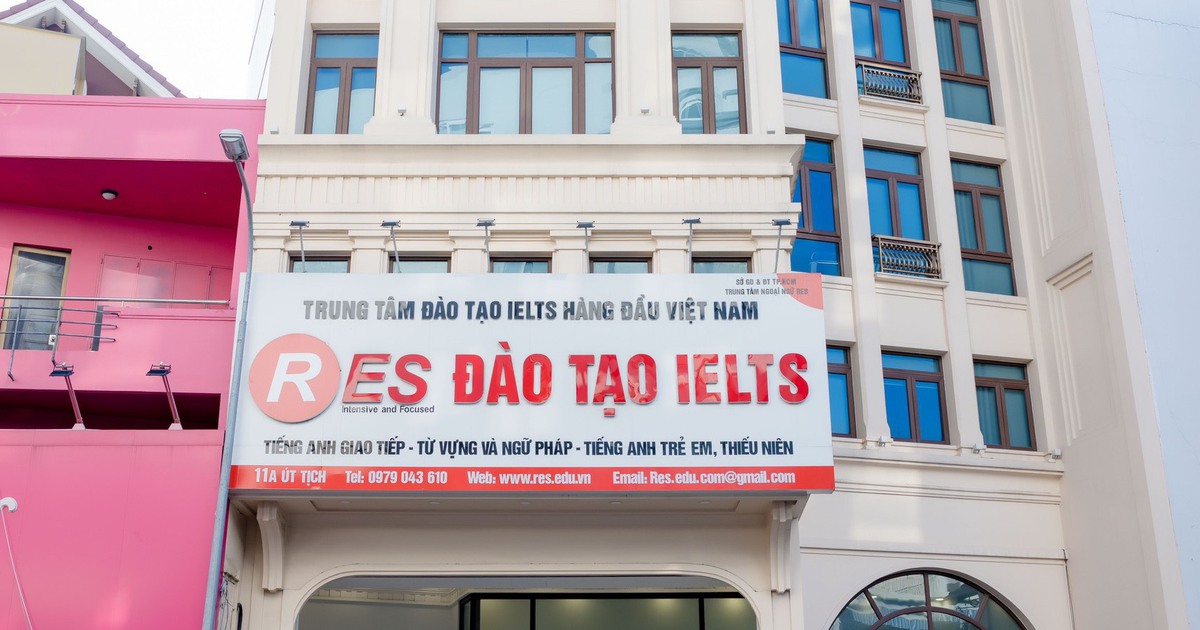 SỞ GD & ĐT TP.HCM
TRUNG TÂM NGOẠI NGỮ RES
TRUNG TÂM ĐÀO TẠO IELTS HÀNG ĐẦU VIỆT NAM
RES ĐÀO TẠO IELTS
Intensive and Focused
TIẾNG ANH GIAO TIẾP - TỪ VỰNG VÀ NGỮ PHÁP - TIẾNG ANH TRẺ EM, THIẾU NIÊN
11A ÚT TỊCH Tel: 0979 043 610 Web: www.res.edu.vn Email: Res.edu.com@gmail.com